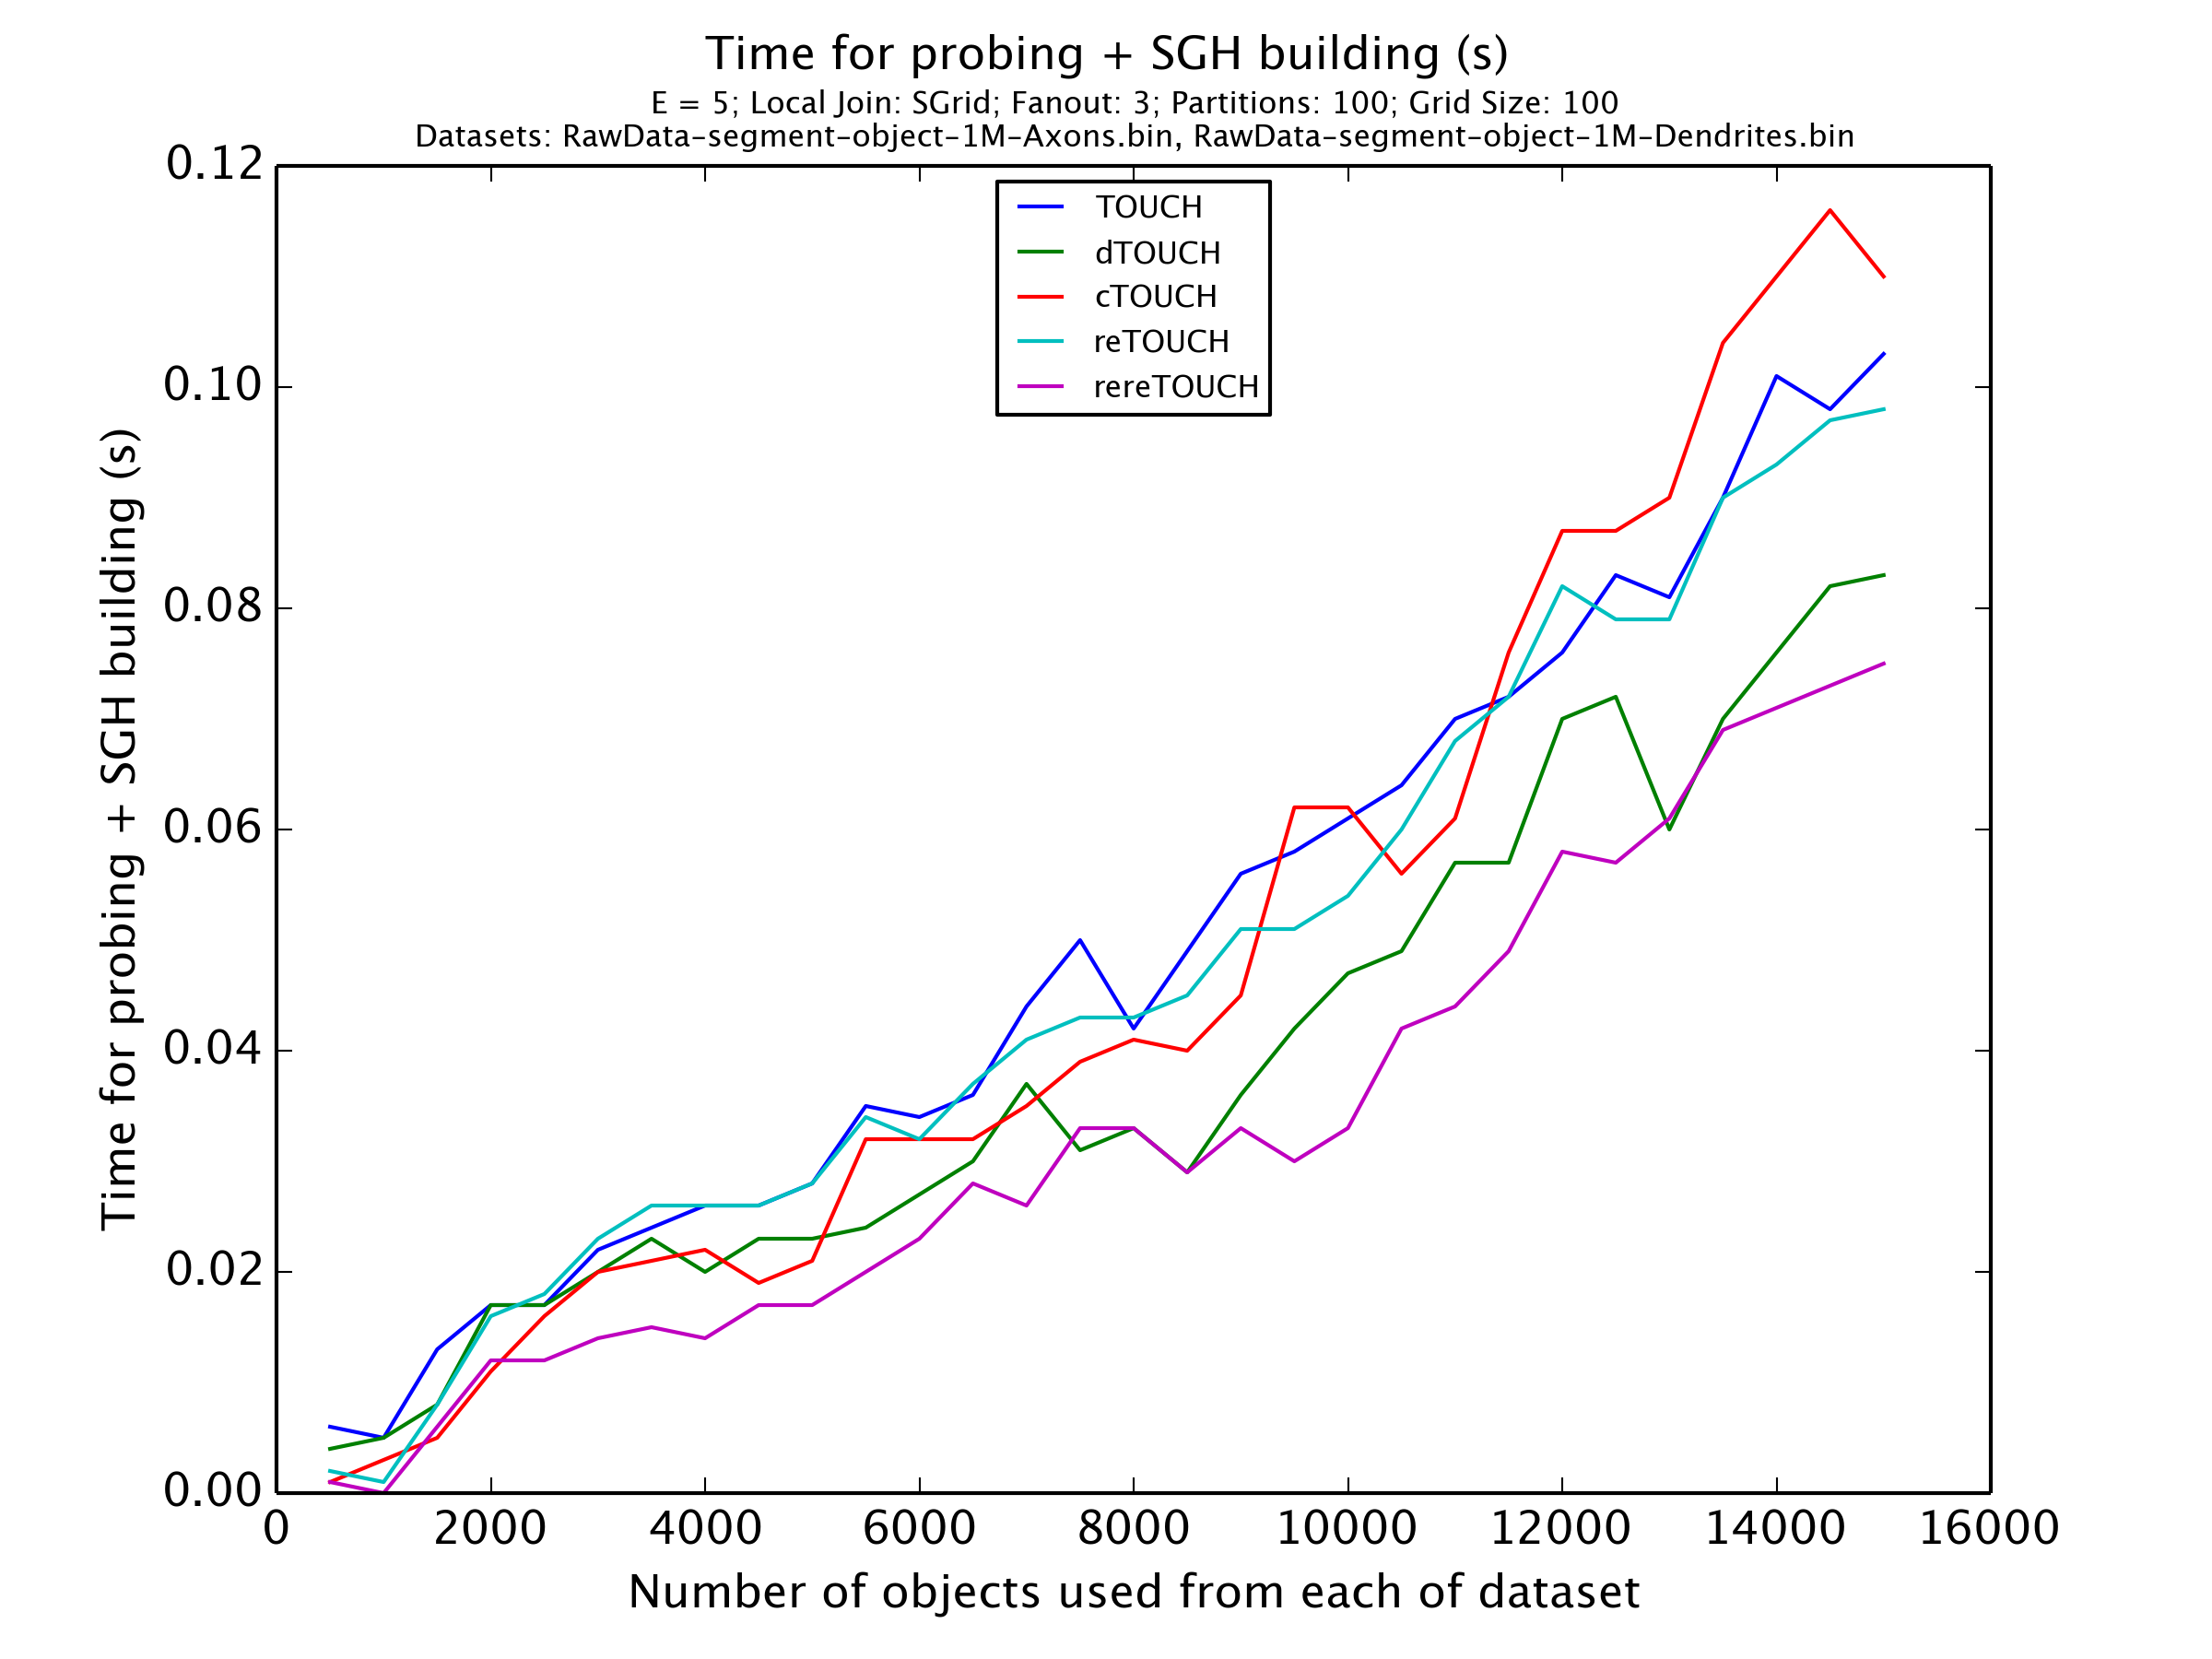 Time for probing + SGH building (s)
E = 5; Local Join: SGrid; Fanout: 3; Partitions: 100; Grid Size: 100
Datasets: RawData-segment-object-1M-Axons.bin, RawData-segment-object-1M-Dendrites.bin
TOUCH
dTOUCH
cTOUCH
reTOUCH
rereTOUCH
Time for probing + SGH building (s)
0.12
0.10
0.08
0.06
0.04
0.02
0.00
0 2000 4000 6000 8000 10000 12000 14000 16000
Number of objects used from each of dataset